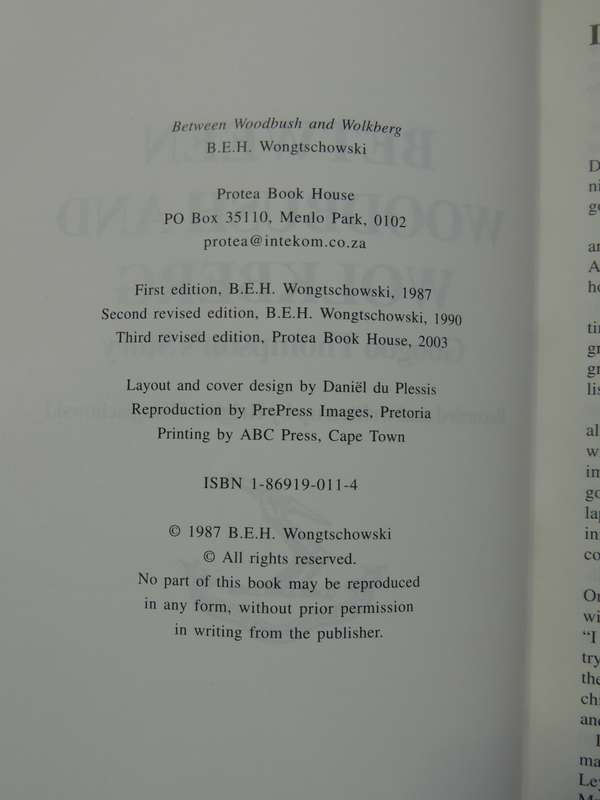 Between Woodbush and Wolkberg
B.E.H. Wongtschowski
Protea Book House
PO Box 35110, Menlo Park, 0102
protea@intekom.co.za
First edition, B.E.H. Wongtschowski, 1987
Second revised edition, B.E.H. Wongtschowski, 1990
Third revised edition, Protea Book House, 2003
Layout and cover design by Daniël du Plessis
Reproduction by PrePress Images, Pretoria
Printing by ABC Press, Cape Town
ISBN 1-86919-011-4
© 1987 B.E.H. Wongtschowski
© All rights reserved.
No part of this book may be reproduced
in any form, without prior permission
in writing from the publisher.